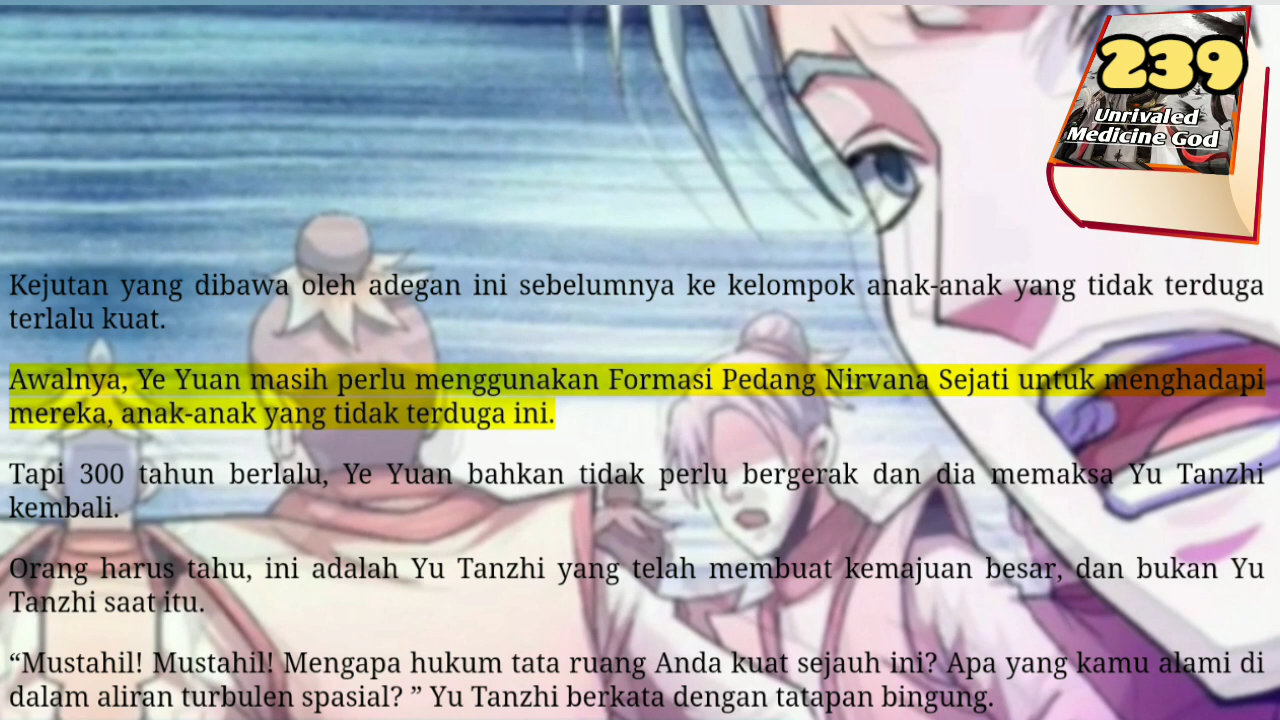 239
Unrivaled
Medicine God
Kejutan yang dibawa oleh adegan ini sebelumnya ke kelompok anak-anak yang tidak terduga
terlalu kuat.
Awalnya, Ye Yuan masih perlu menggunakan Formasi Pedang Nirvana Sejati untuk menghadapi
mereka, anak-anak yang tidak terduga ini.
Tapi 300 tahun berlalu, Ye Yuan bahkan tidak perlu bergerak dan dia memaksa Yu Tanzhi
kembali.
Orang harus tahu, ini adalah Yu Tanzhi yang telah membuat kemajuan besar, dan bukan Yu
Tanzhi saat itu.
“Mustahil! Mustahil! Mengapa hukum tata ruang Anda kuat sejauh ini? Apa yang kamu alami di
dalam aliran turbulen spasial? ” Yu Tanzhi berkata dengan tatapan bingung.